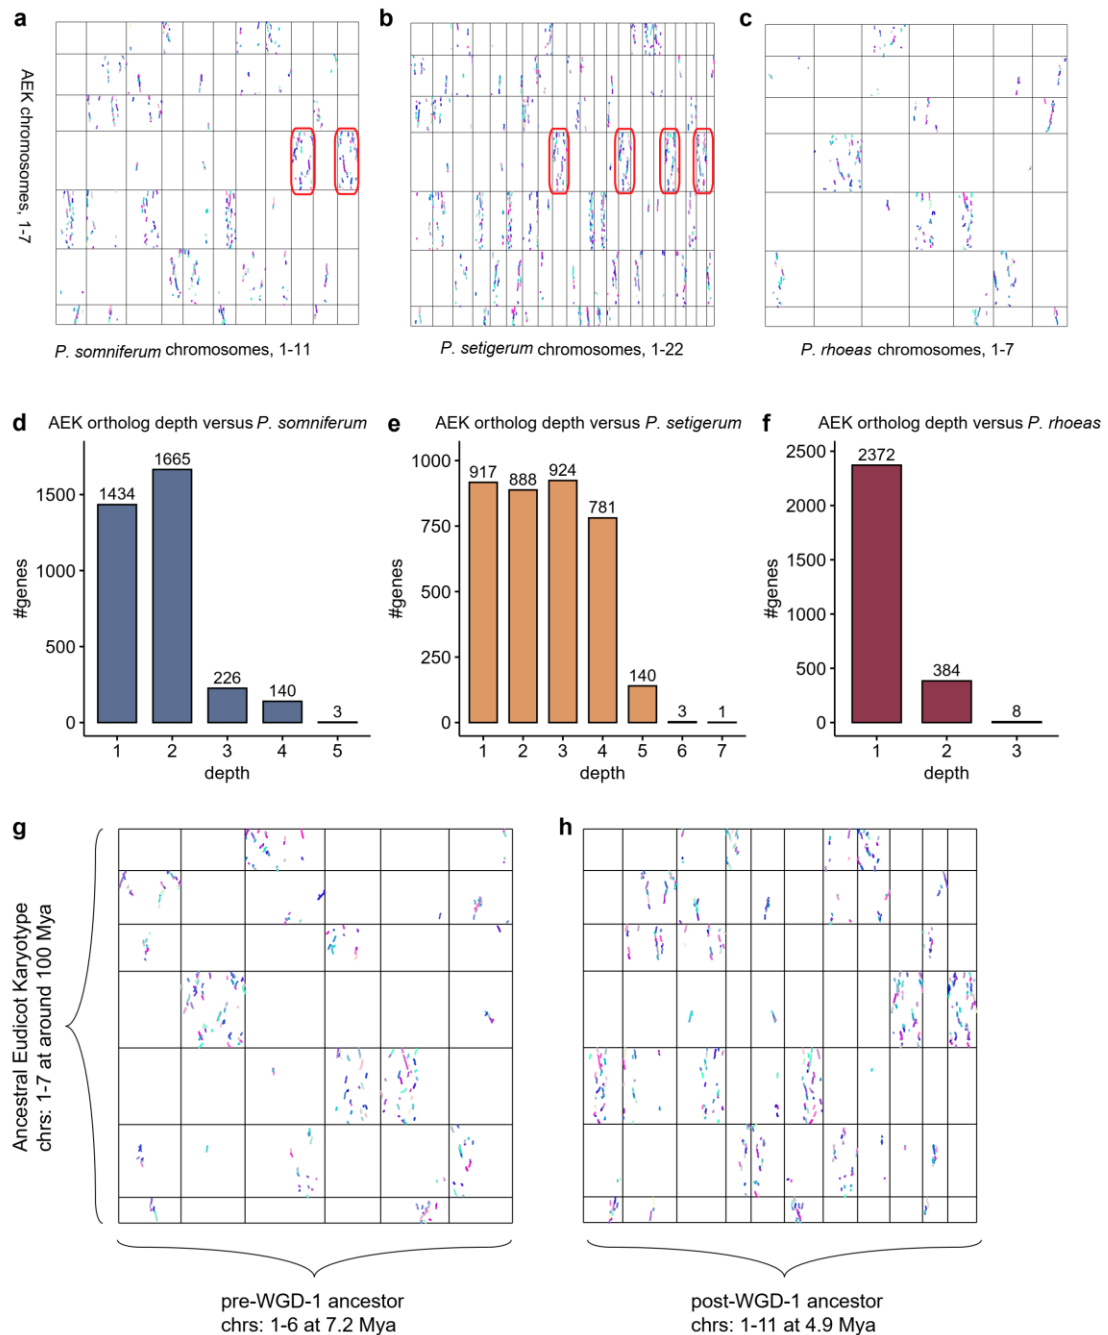 a
b
c
AEK chromosomes, 1-7
P. somniferum chromosomes, 1-11
P. setigerum chromosomes, 1-22
P. rhoeas chromosomes, 1-7
d
AEK ortholog depth versus P. somniferum
#genes
1500
1000
500
0
1434
1665
226
140
3
1
2
3
4
5
depth
e
AEK ortholog depth versus P. setigerum
#genes
1000
750
500
250
0
917
888
924
781
140
3
1
1
2
3
4
5
6
7
depth
f
AEK ortholog depth versus P. rhoeas
#genes
2500
2000
1500
1000
500
0
2372
384
8
1
2
3
depth
g
Ancestral Eudicot Karyotype
chrs: 1-7 at around 100 Mya
pre-WGD-1 ancestor
chrs: 1-6 at 7.2 Mya
h
post-WGD-1 ancestor
chrs: 1-11 at 4.9 Mya